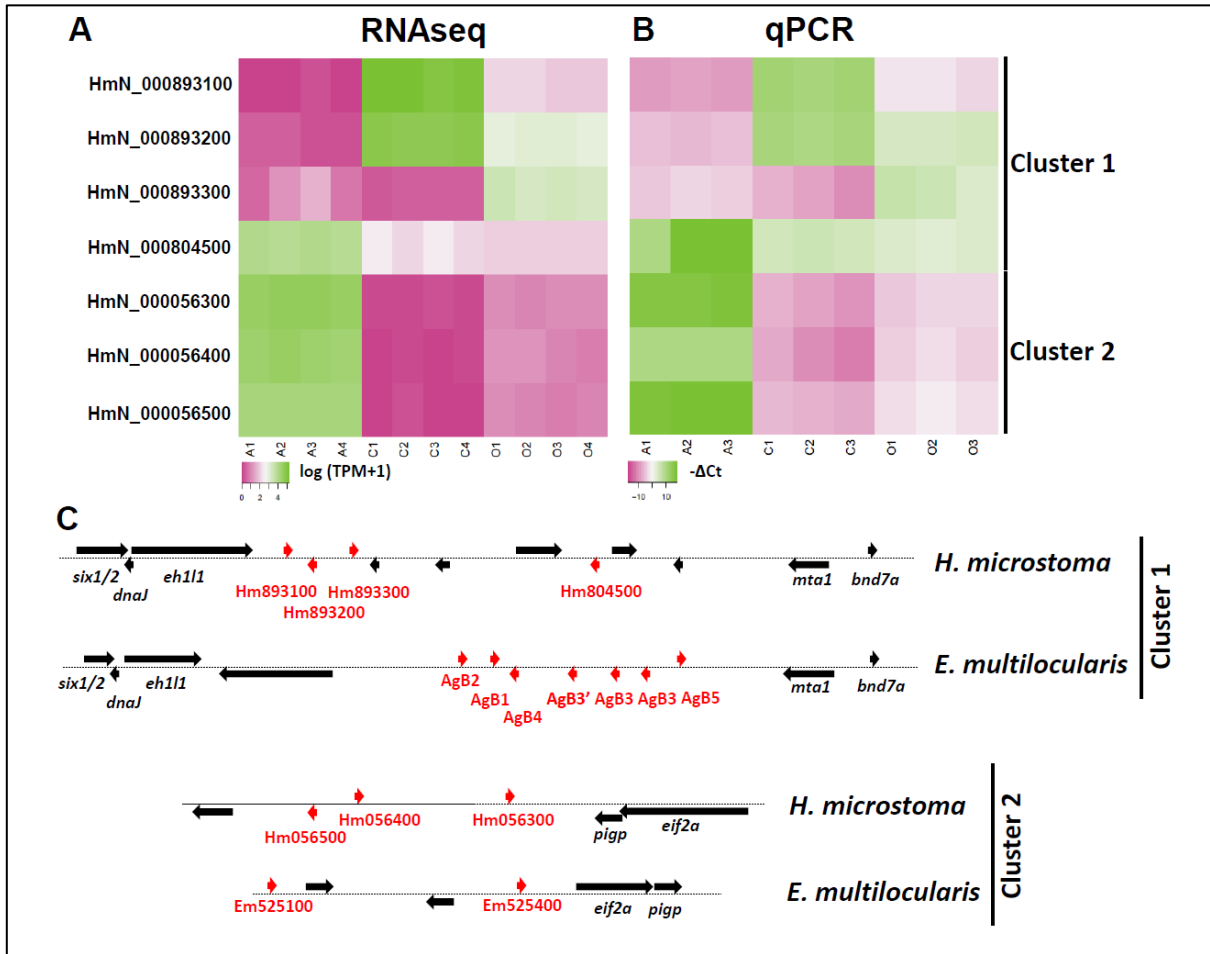 A RNAseq B qPCR
HmN_000893100
HmN_000893200
HmN_000893300
HmN_000804500
HmN_000056300
HmN_000056400
HmN_000056500
Cluster 1
Cluster 2
A1 A2 A3 A4 C1 C2 C3 C4 O1 O2 O3 O4
A1 A2 A3 C1 C2 C3 O1 O2 O3
0 2 4 log (TPM+1)
-10 10 -ΔCt
C
six1/2 dnaJ eh1l1 Hm893100 Hm893200 Hm893300 Hm804500 mta1 bnd7a H. microstoma
six1/2 dnaJ eh1l1 AgB2 AgB1 AgB4 AgB3' AgB3 AgB3 AgB5 mta1 bnd7a E. multilocularis
Cluster 1
Hm056500 Hm056400 Hm056300 pigp eif2a H. microstoma
Em525100 Em525400 eif2a pigp E. multilocularis
Cluster 2